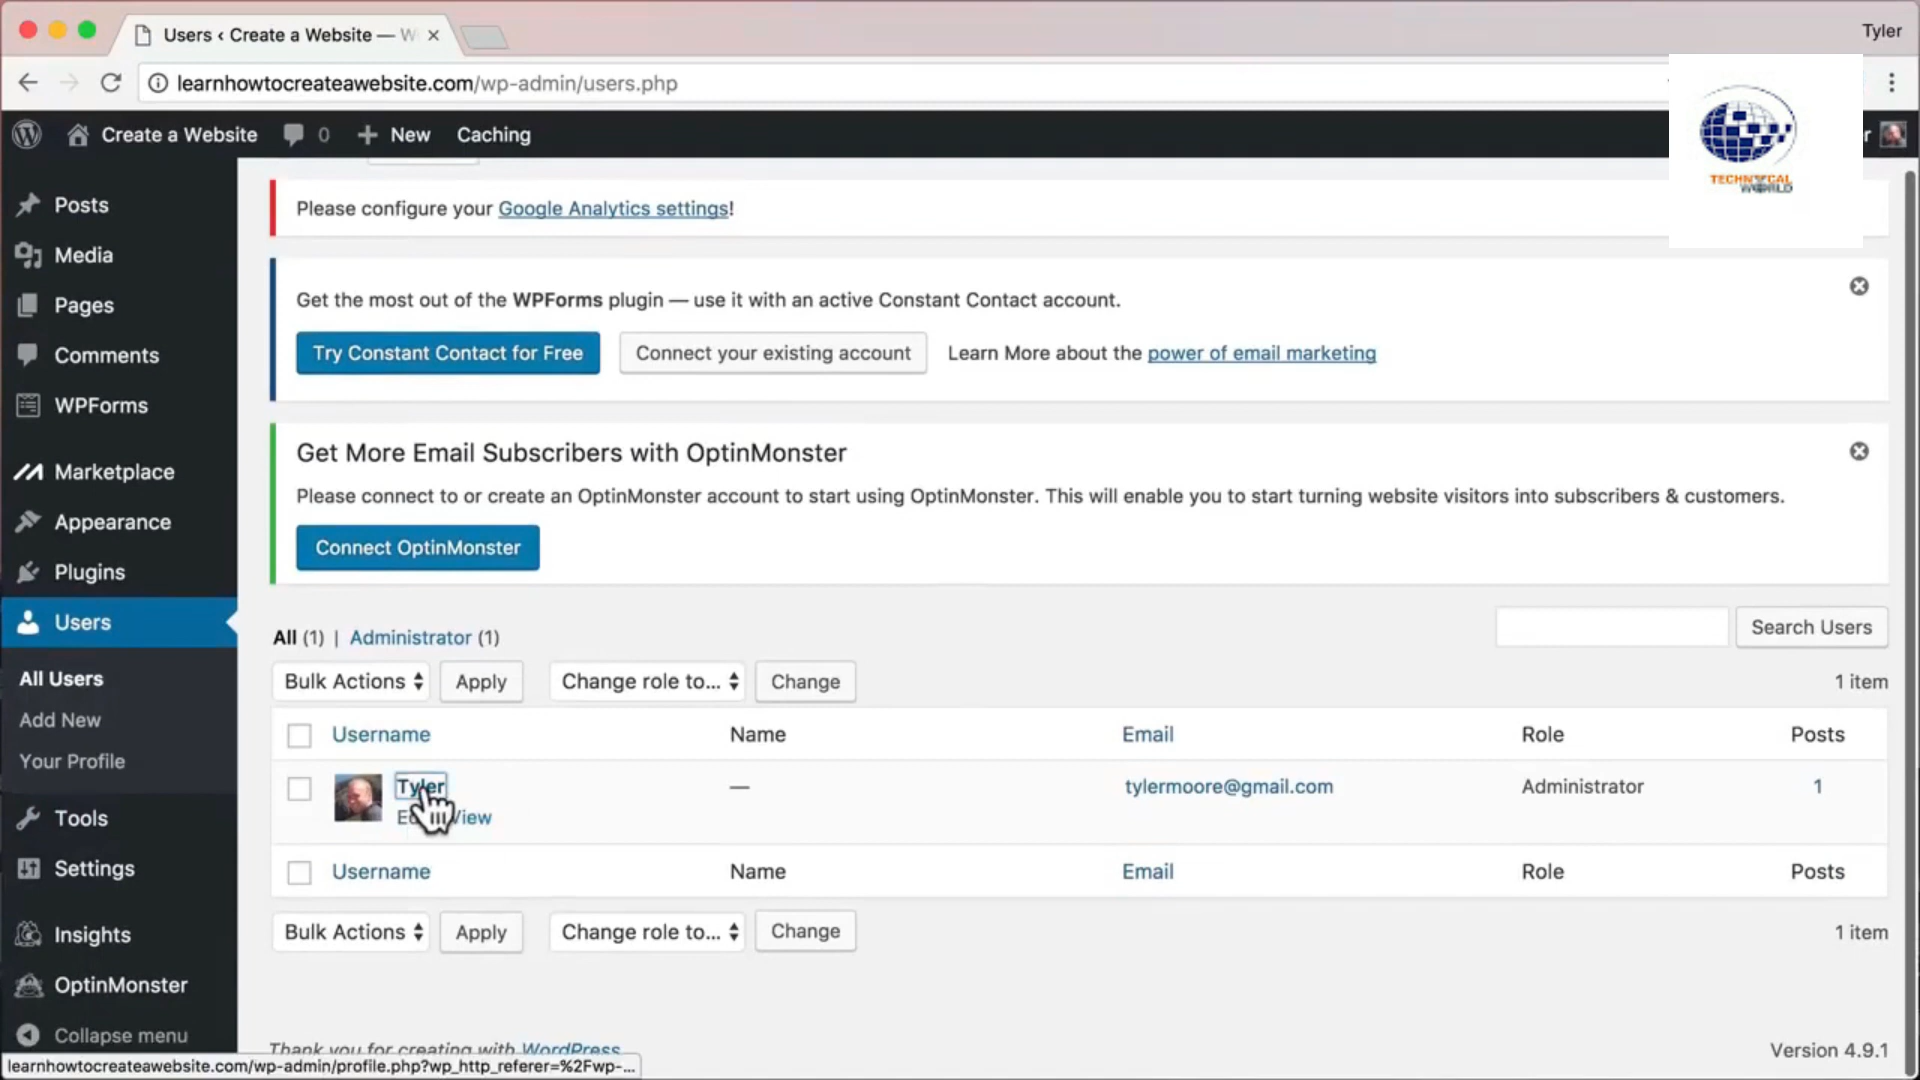 Users ‹ Create a Website — W
Tyler
learnhowtocreateawebsite.com/wp-admin/users.php
Create a Website 0 New Caching
TECHNICAL
WORLD
Posts
Media
Pages
Comments
WPForms
Marketplace
Appearance
Plugins
Users
All Users
Add New
Your Profile
Tools
Settings
Insights
OptinMonster
Collapse menu
Please configure your Google Analytics settings!
Get the most out of the WPForms plugin — use it with an active Constant Contact account.
Try Constant Contact for Free Connect your existing account Learn More about the power of email marketing
Get More Email Subscribers with OptinMonster
Please connect to or create an OptinMonster account to start using OptinMonster. This will enable you to start turning website visitors into subscribers & customers.
Connect OptinMonster
All (1) | Administrator (1)
Search Users
Bulk Actions Apply Change role to... Change 1 item
Username Name Email Role Posts
Tyler — tylermoore@gmail.com Administrator 1
View
Username Name Email Role Posts
Bulk Actions Apply Change role to... Change 1 item
Thank you for creating with WordPress
Version 4.9.1
learnhowtocreateawebsite.com/wp-admin/profile.php?wp_http_referer=%2Fwp-...